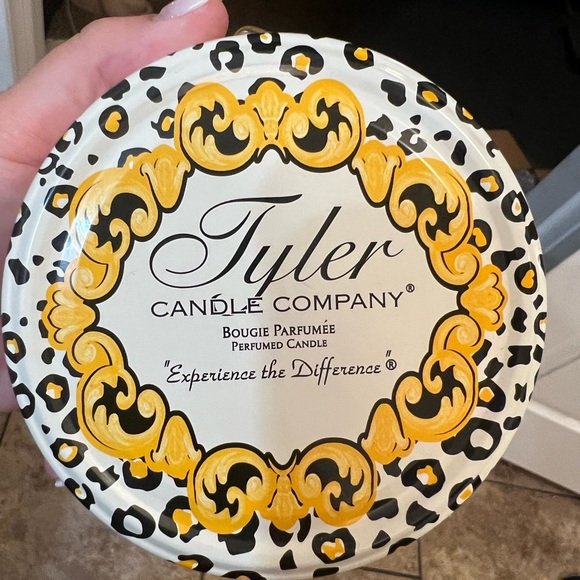 Tyler
CANDLE COMPANY®
BOUGIE PARFUMÉE
PERFUMED CANDLE
"Experience the Difference"®